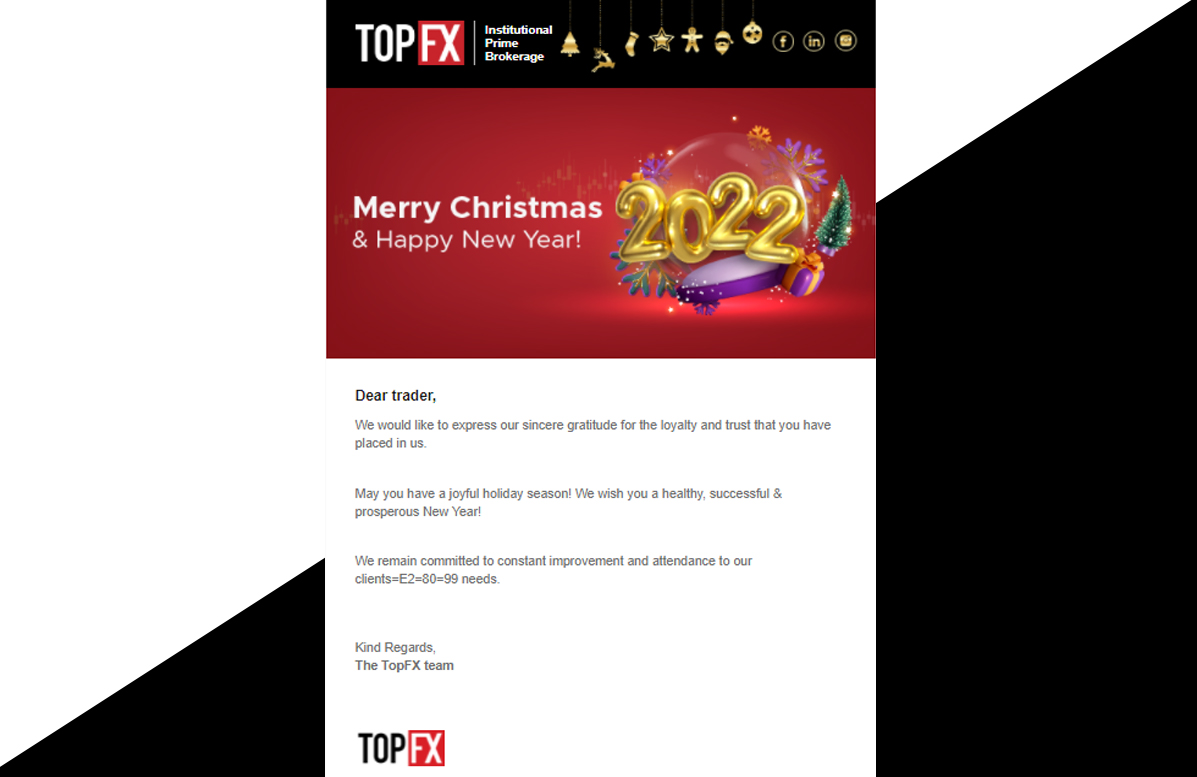 TOPFX
Institutional
Prime
Brokerage
Merry Christmas
& Happy New Year!
2022
Dear trader,
We would like to express our sincere gratitude for the loyalty and trust that you have
placed in us.
May you have a joyful holiday season! We wish you a healthy, successful &
prosperous New Year!
We remain committed to constant improvement and attendance to our
clients=E2=80=99 needs.
Kind Regards,
The TopFX team
TOPFX